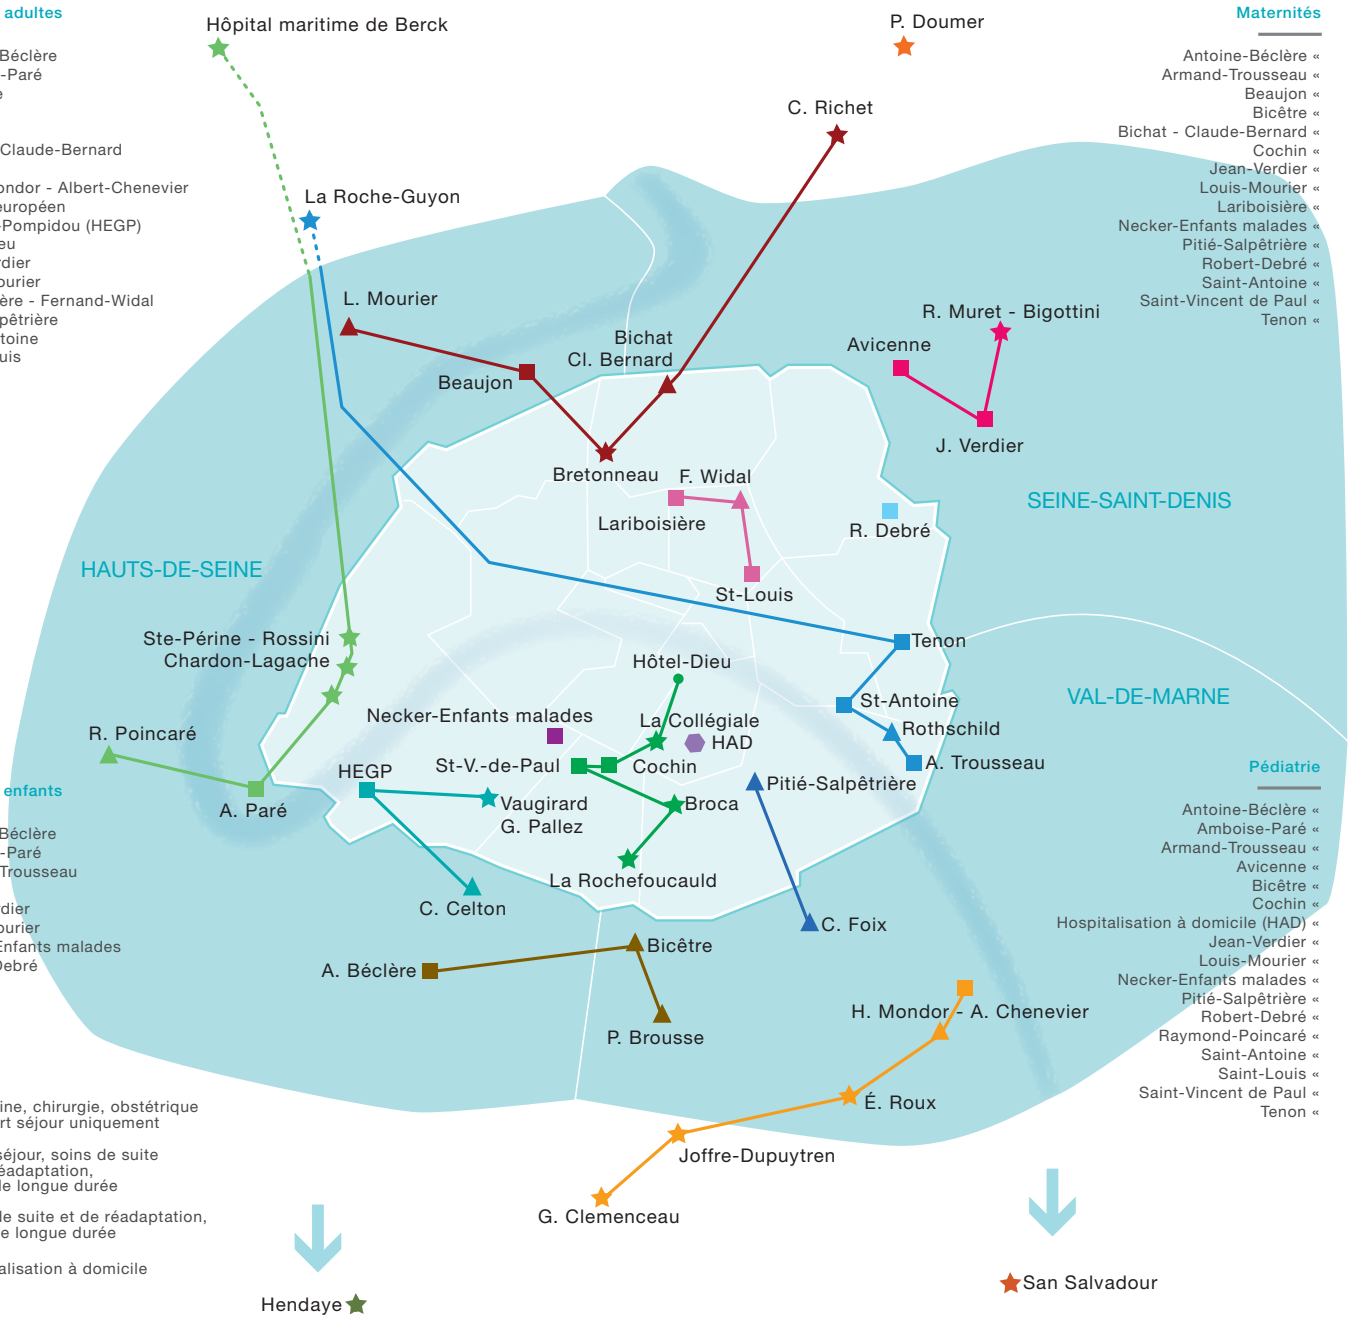 adultes
Béclère
-Paré
e
Claude-Bernard
ondor - Albert-Chenevier
européen
-Pompidou (HEGP)
eu
rdier
ourier
ère - Fernand-Widal
pêtrière
toine
uis
Hôpital maritime de Berck
P. Doumer
C. Richet
La Roche-Guyon
L. Mourier
Beaujon
Bichat
Cl. Bernard
Bretonneau
R. Muret - Bigottini
Avicenne
J. Verdier
F. Widal
Lariboisière
St-Louis
R. Debré
SEINE-SAINT-DENIS
HAUTS-DE-SEINE
Ste-Périne - Rossini
Chardon-Lagache
R. Poincaré
A. Paré
Tenon
Hôtel-Dieu
VAL-DE-MARNE
St-Antoine
Rothschild
A. Trousseau
Necker-Enfants malades
La Collégiale
HAD
St-V.-de-Paul
Cochin
HEGP
Vaugirard
G. Pallez
Broca
Pitié-Salpêtrière
La Rochefoucauld
C. Celton
C. Foix
Bicêtre
A. Béclère
P. Brousse
H. Mondor - A. Chenevier
É. Roux
Joffre-Dupuytren
G. Clemenceau
Hendaye
San Salvadour
Maternités
Antoine-Béclère «
Armand-Trousseau «
Beaujon «
Bicêtre «
Bichat - Claude-Bernard «
Cochin «
Jean-Verdier «
Louis-Mourier «
Lariboisière «
Necker-Enfants malades «
Pitié-Salpêtrière «
Robert-Debré «
Saint-Antoine «
Saint-Vincent de Paul «
Tenon «
Pédiatrie
Antoine-Béclère «
Amboise-Paré «
Armand-Trousseau «
Avicenne «
Bicêtre «
Cochin «
Hospitalisation à domicile (HAD) «
Jean-Verdier «
Louis-Mourier «
Necker-Enfants malades «
Pitié-Salpêtrière «
Robert-Debré «
Raymond-Poincaré «
Saint-Antoine «
Saint-Louis «
Saint-Vincent de Paul «
Tenon «
enfants
Béclère
-Paré
Trousseau
dier
ourier
Enfants malades
Debré
ine, chirurgie, obstétrique
rt séjour uniquement
séjour, soins de suite
éadaptation,
le longue durée
le suite et de réadaptation,
e longue durée
alisation à domicile